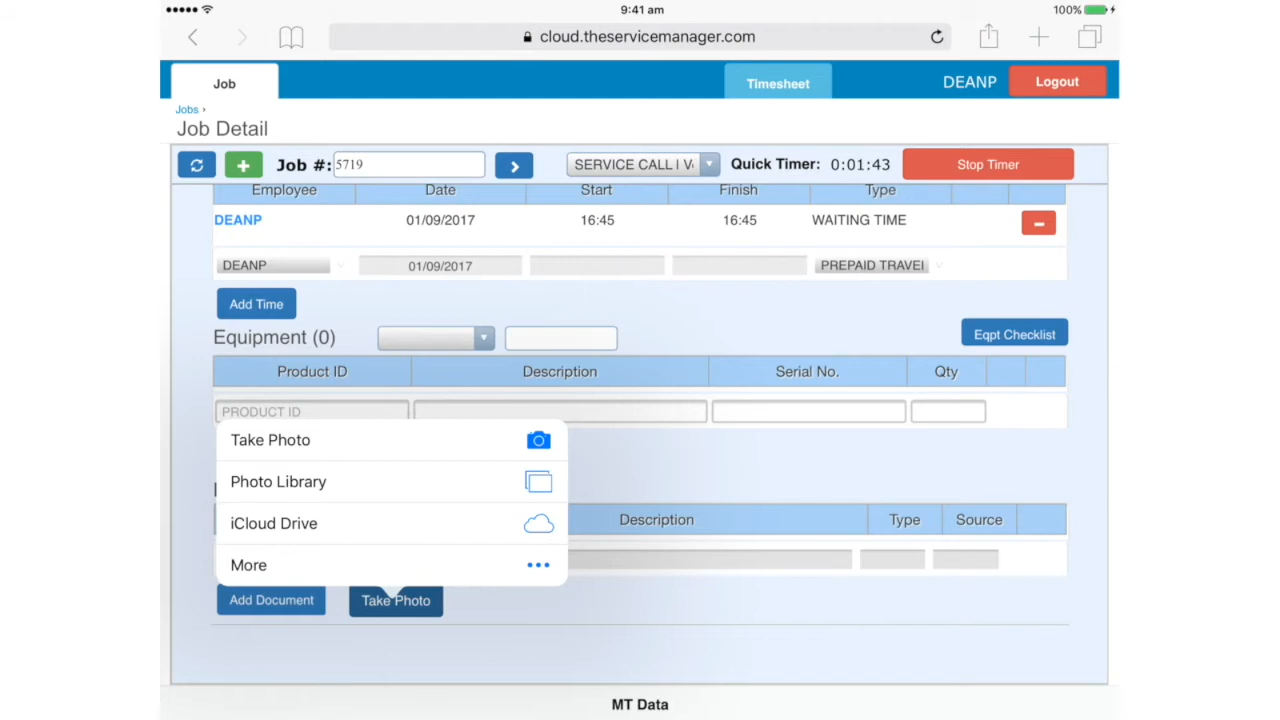 9:41 am
100%
cloud.theservicemanager.com
Job
Timesheet
DEANP
Logout
Jobs ›
Job Detail
Job #: 5719
SERVICE CALL I V
Quick Timer: 0:01:43
Stop Timer
Employee Date Start Finish Type
DEANP 01/09/2017 16:45 16:45 WAITING TIME
DEANP 01/09/2017 PREPAID TRAVEI
Add Time
Equipment (0)
Eqpt Checklist
Product ID Description Serial No. Qty
PRODUCT ID
Take Photo
Photo Library
iCloud Drive
More
Description Type Source
Add Document
Take Photo
MT Data